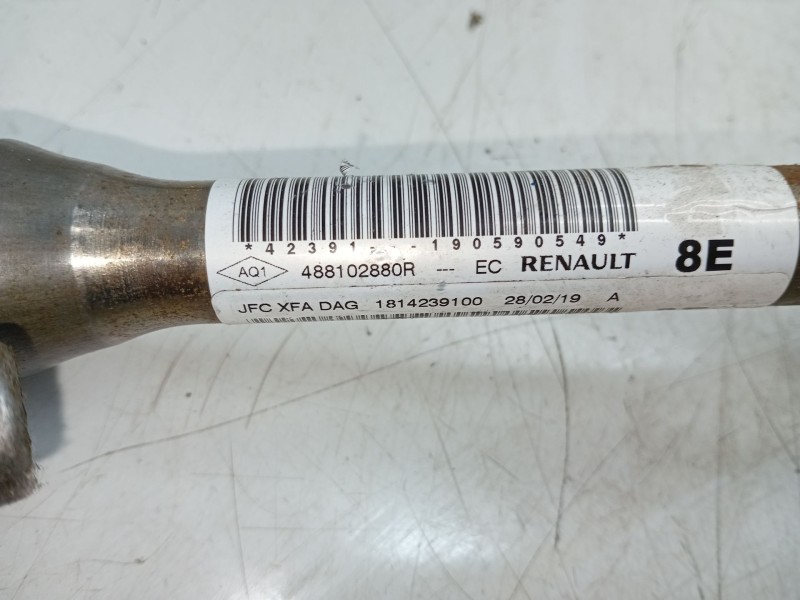 *42391---190590549*
AQ1 488102880R --- EC RENAULT 8E
JFC XFA DAG 1814239100 28/02/19 A